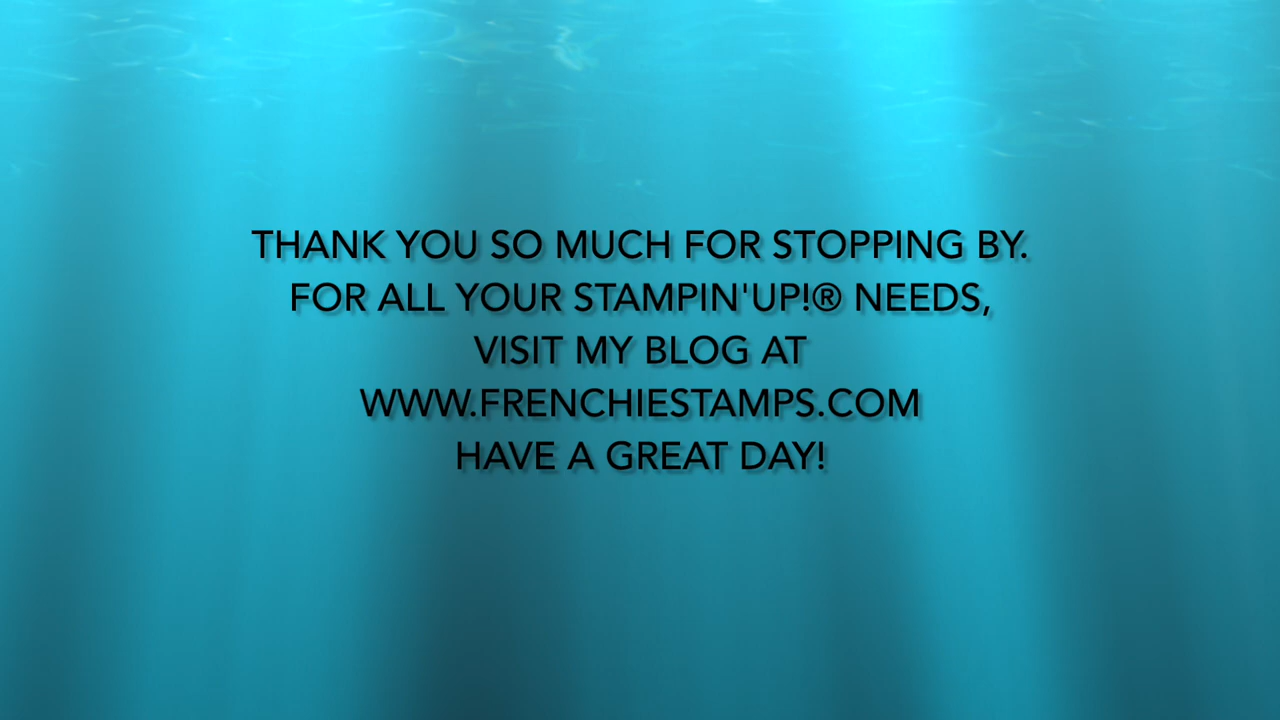 THANK YOU SO MUCH FOR STOPPING BY.
FOR ALL YOUR STAMPIN'UP!® NEEDS,
VISIT MY BLOG AT
WWW.FRENCHIESTAMPS.COM
HAVE A GREAT DAY!